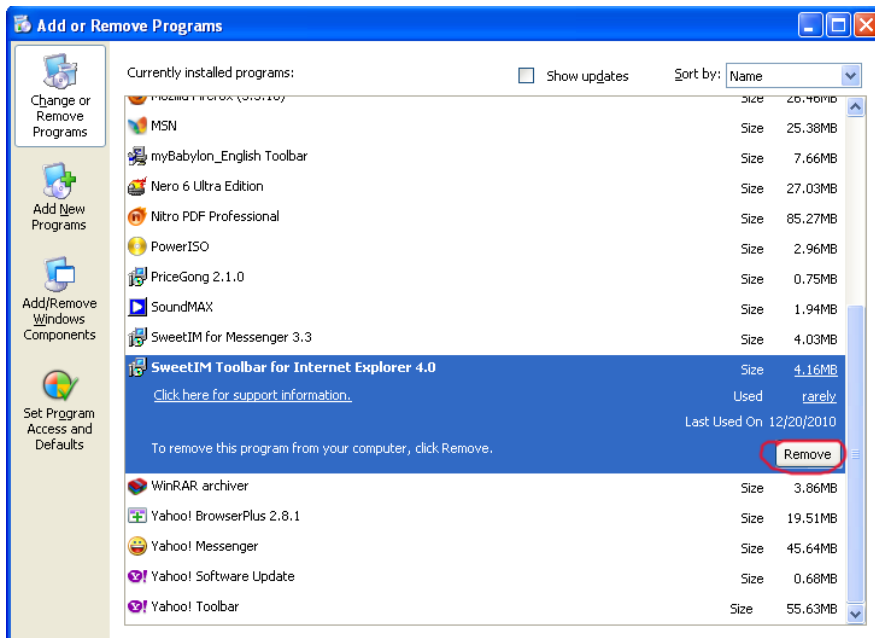 Add or Remove Programs
Change or
Remove
Programs
Add New
Programs
Add/Remove
Windows
Components
Set Program
Access and
Defaults
Currently installed programs:
Show updates
Sort by: Name
Mozilla Firefox (3.5.16) Size 26.46MB
MSN Size 25.38MB
myBabylon_English Toolbar Size 7.66MB
Nero 6 Ultra Edition Size 27.03MB
Nitro PDF Professional Size 85.27MB
PowerISO Size 2.96MB
PriceGong 2.1.0 Size 0.75MB
SoundMAX Size 1.94MB
SweetIM for Messenger 3.3 Size 4.03MB
SweetIM Toolbar for Internet Explorer 4.0 Size 4.16MB
Click here for support information. Used rarely
Last Used On 12/20/2010
To remove this program from your computer, click Remove. Remove
WinRAR archiver Size 3.86MB
Yahoo! BrowserPlus 2.8.1 Size 19.51MB
Yahoo! Messenger Size 45.64MB
Yahoo! Software Update Size 0.68MB
Yahoo! Toolbar Size 55.63MB